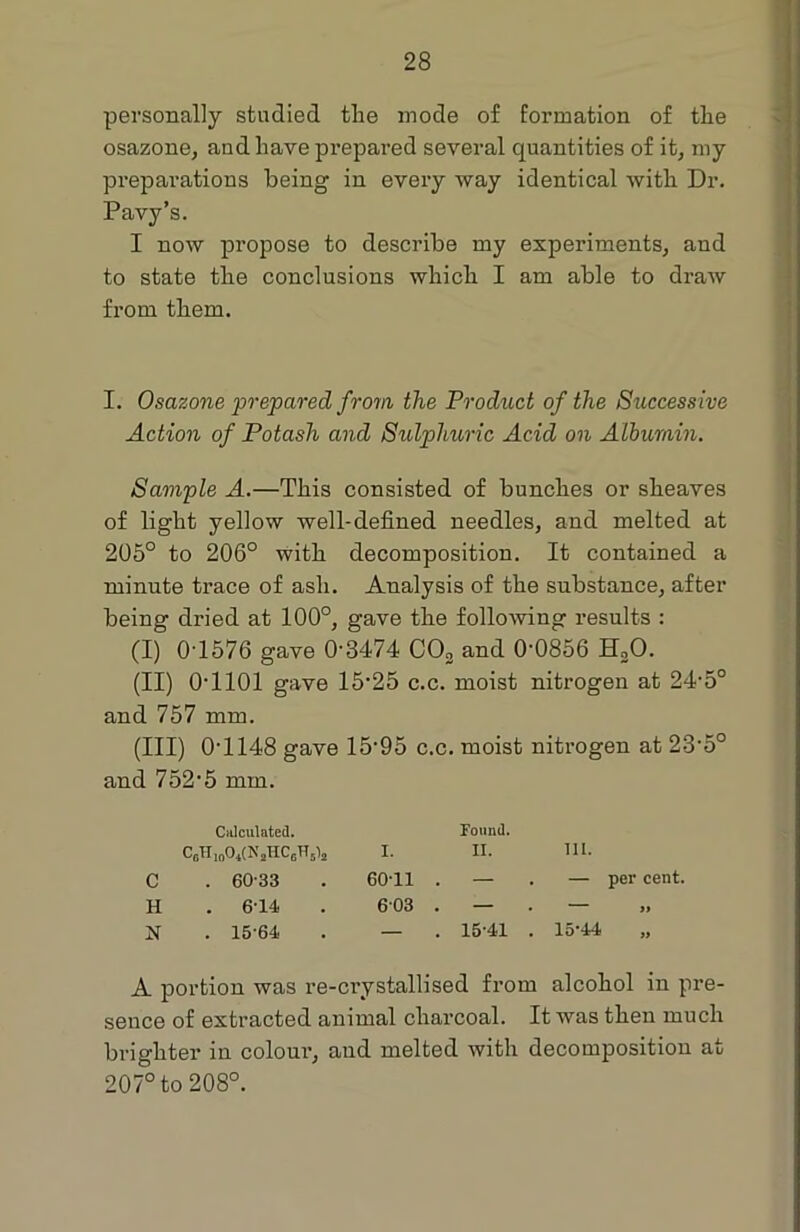 28
personally studied the mode of formation of the
osazone, and have prepared several quantities of it, my
preparations being in every way identical with Dr.
Pavy’s.
I now propose to describe my experiments, and
to state the conclusions which I am able to draw
from them.
I. Osazone prepared from the Product of the Successive
Action of Potash and Sulphuric Acid on Albumin.
Sample A.—This consisted of bunches or sheaves
of light yellow well-defined needles, and melted at
205° to 206° with decomposition. It contained a
minute trace of ash. Analysis of the substance, after
being dried at 100°, gave the following results :
(I) 0·1576 gave 0·3474 CO₂ and 0·0856 H₂O.
(II) 0·1101 gave 15·25 c.c. moist nitrogen at 24·5°
and 757 mm.
(III) 0·1148 gave 15·95 c.c. moist nitrogen at 23·5°
and 752·5 mm.
Calculated. Found.
C₆H₁₀O₄(N₂HC₆H₅)₂ I. II. III.
C . 60·33 . 60·11 . — . — per cent.
H . 6·14 . 6·03 . — . — „
N . 15·64 . — . 15·41 . 15·44 „
A portion was re-crystallised from alcohol in pre-
sence of extracted animal charcoal. It was then much
brighter in colour, and melted with decomposition at
207° to 208°.